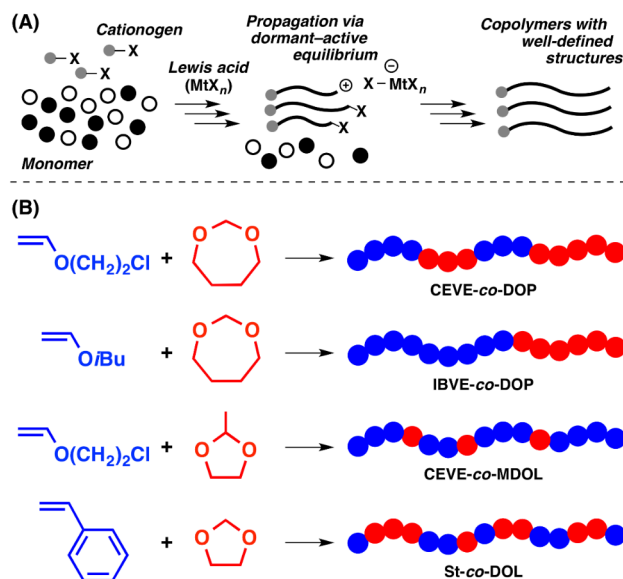 (A)
Cationogen
X
X
X
Monomer
Lewis acid
(MtXn)
Propagation via
dormant–active
equilibrium
⊕
⊖
X–MtXn
X
X
Copolymers with
well-defined
structures
(B)
O(CH2)2Cl
+
O
O
CEVE-co-DOP
OiBu
+
O
O
IBVE-co-DOP
O(CH2)2Cl
+
O
O
CEVE-co-MDOL
+
O
O
St-co-DOL